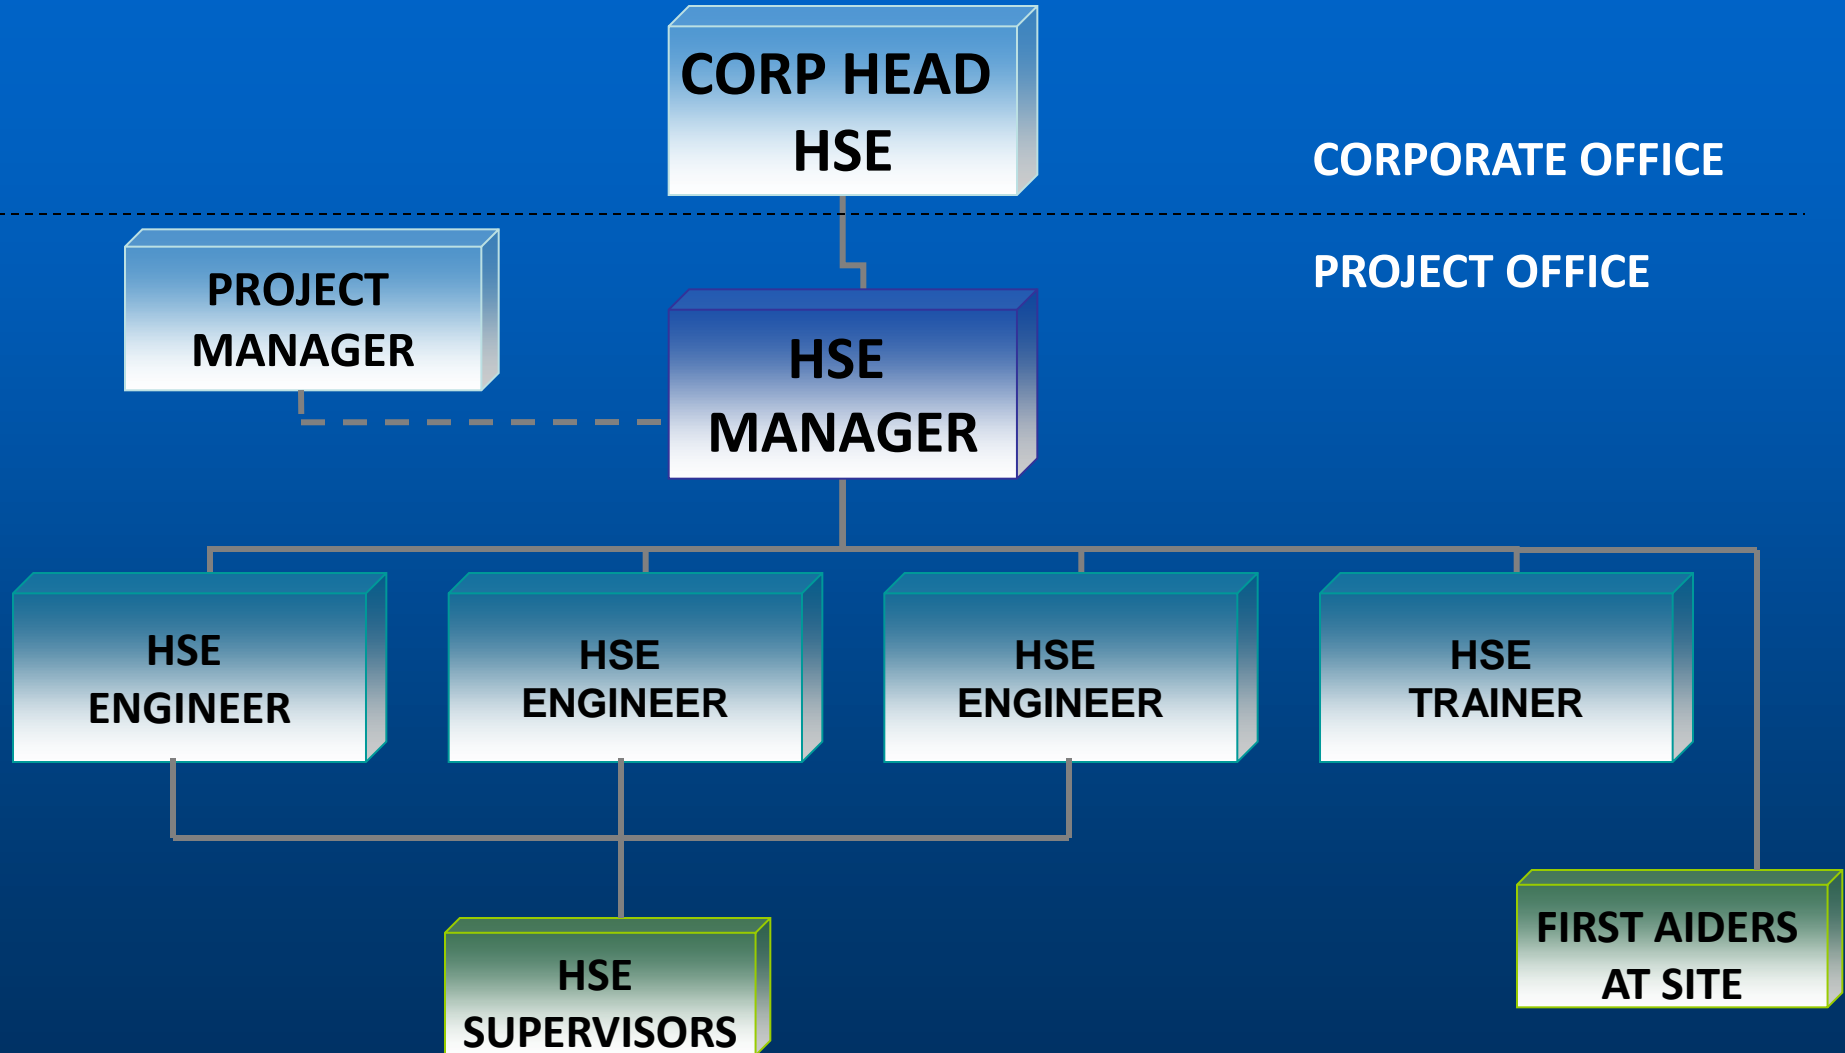 CORP HEAD
HSE
CORPORATE OFFICE
PROJECT OFFICE
PROJECT
MANAGER
HSE
MANAGER
HSE
ENGINEER
HSE
ENGINEER
HSE
ENGINEER
HSE
TRAINER
FIRST AIDERS
AT SITE
HSE
SUPERVISORS